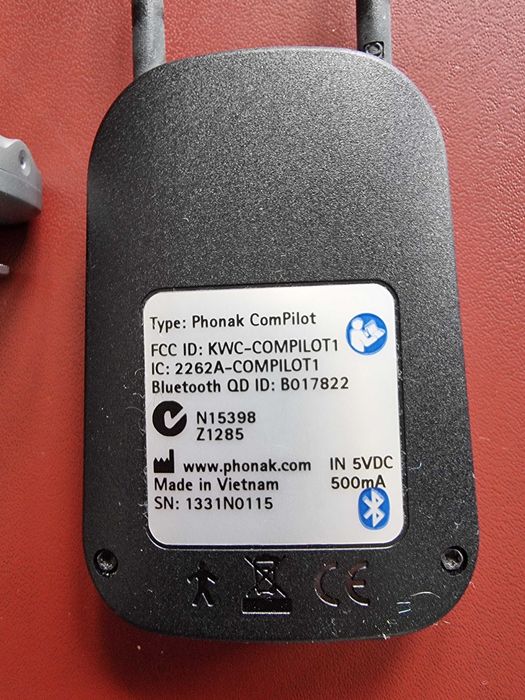 Type: Phonak ComPilot
FCC ID: KWC-COMPILOT1
IC: 2262A-COMPILOT1
Bluetooth QD ID: B017822
N15398
Z1285
www.phonak.com IN 5VDC
Made in Vietnam 500mA
SN: 1331N0115
CE